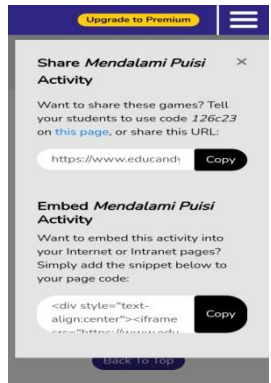 Upgrade to Premium
Share Mendalami Puisi ×
Activity
Want to share these games? Tell
your students to use code 126c23
on this page, or share this URL:
https://www.educandy Copy
Embed Mendalami Puisi
Activity
Want to embed this activity into
your Internet or Intranet pages?
Simply add the snippet below to
your page code:
<div style="text-
align:center"><iframe
Copy
Back To Top